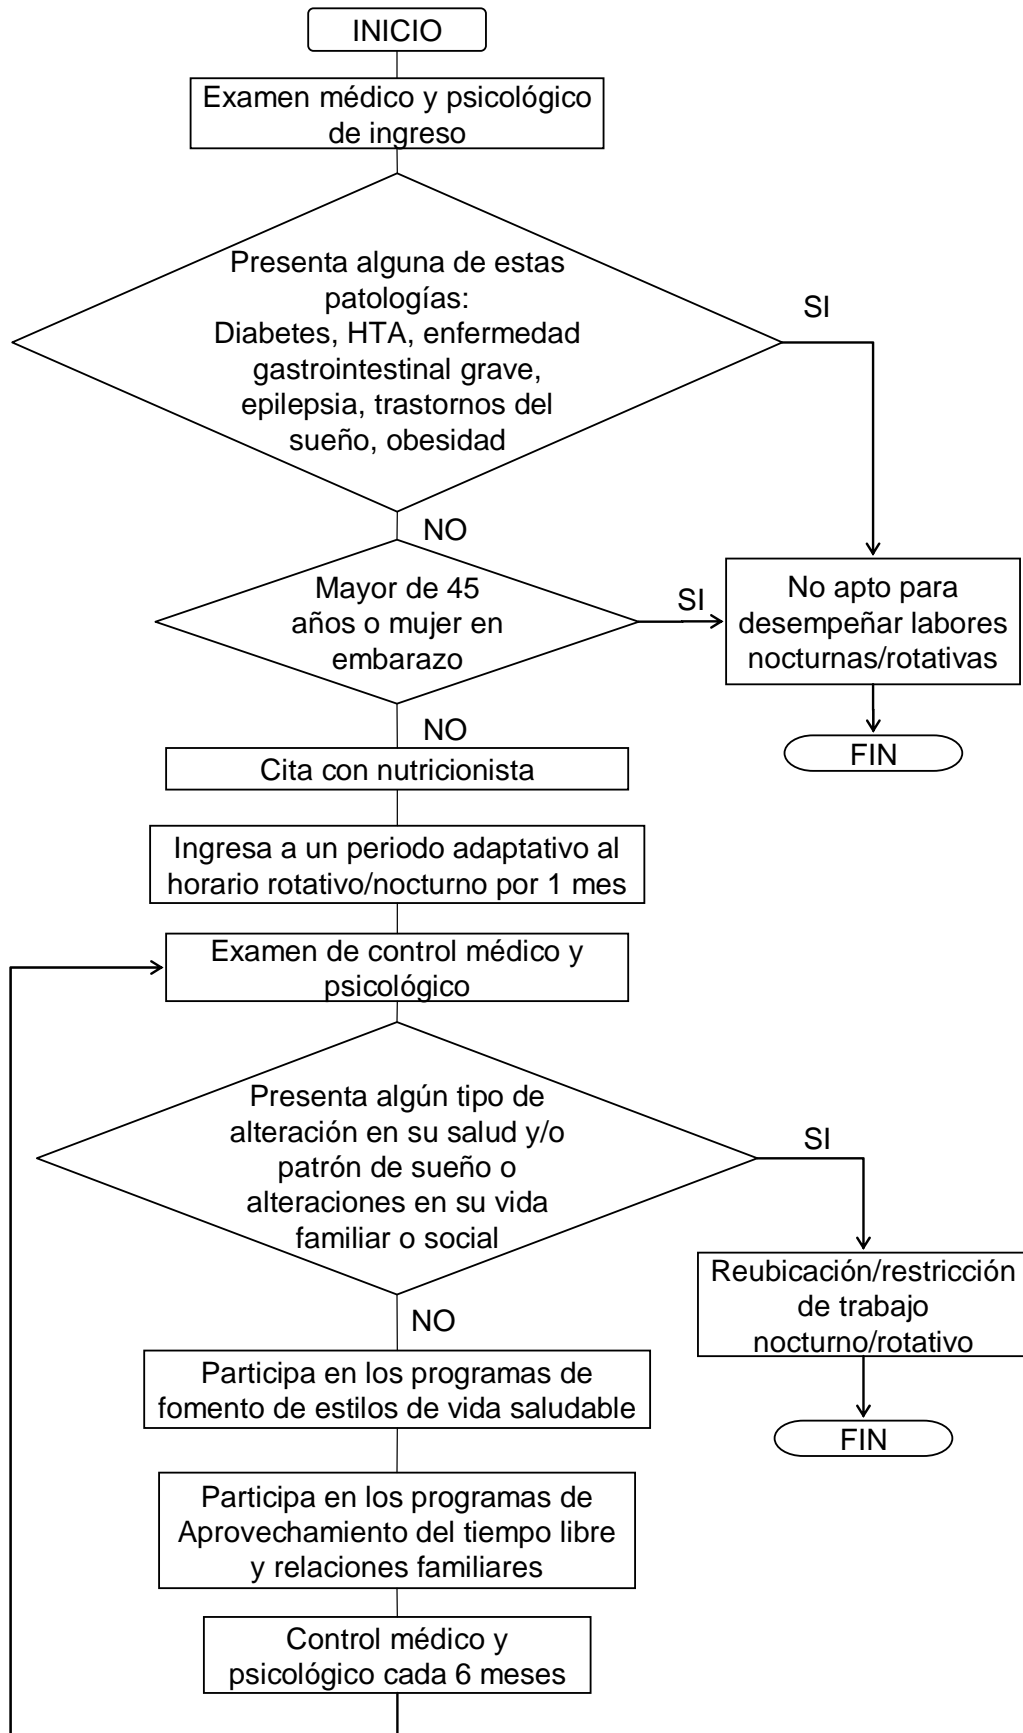 INICIO
Examen médico y psicológico
de ingreso
Presenta alguna de estas
patologías:
Diabetes, HTA, enfermedad
gastrointestinal grave,
epilepsia, trastornos del
sueño, obesidad
SI
NO
Mayor de 45
años o mujer en
embarazo
SI
No apto para
desempeñar labores
nocturnas/rotativas
FIN
NO
Cita con nutricionista
Ingresa a un periodo adaptativo al
horario rotativo/nocturno por 1 mes
Examen de control médico y
psicológico
Presenta algún tipo de
alteración en su salud y/o
patrón de sueño o
alteraciones en su vida
familiar o social
SI
Reubicación/restricción
de trabajo
nocturno/rotativo
FIN
NO
Participa en los programas de
fomento de estilos de vida saludable
Participa en los programas de
Aprovechamiento del tiempo libre
y relaciones familiares
Control médico y
psicológico cada 6 meses